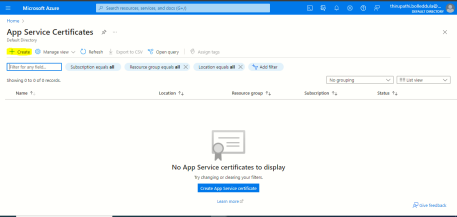 Microsoft Azure
Search resources, services, and docs (G+/)
DEFAULT DIRECTORY
Home >
App Service Certificates
Default Directory
+ Create Manage view Refresh Export to CSV Open query Assign tags
Filter for any field... Subscription equals all Resource group equals all Location equals all Add filter
Showing 0 to 0 of 0 records.
No grouping List view
Name ↑ Location ↑↓ Resource group ↑↓ Subscription ↑↓ Status ↑↓
No App Service certificates to display
Try changing or clearing your filters.
Create App Service certificate
Learn more
Give feedback